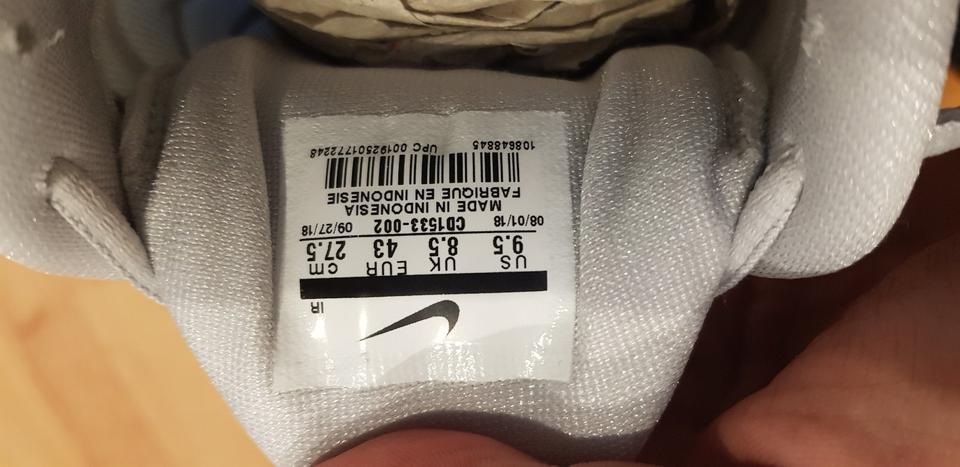 IR
US UK EUR cm
9.5 8.5 43 27.5
08/01/18 CD1533-002 09/27/18
MADE IN INDONESIA
FABRIQUE EN INDONESIE
108648845 UPC 00192501772248